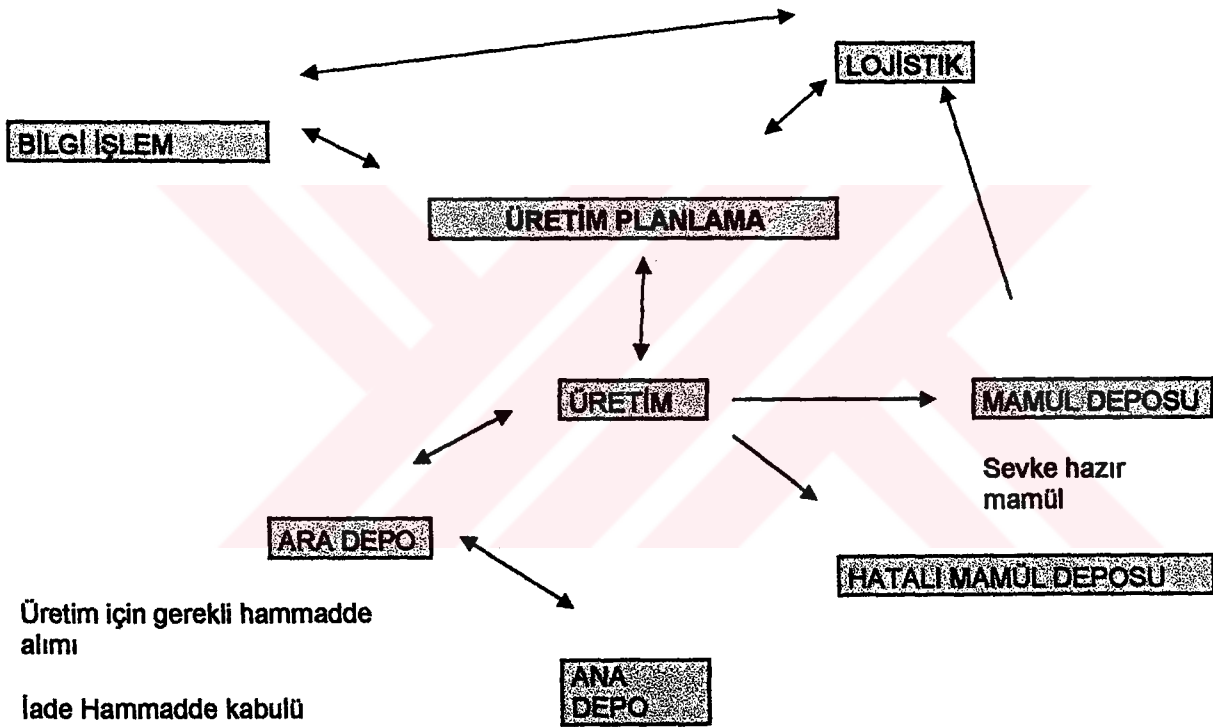 LOJİSTİK
BİLGİ İŞLEM
ÜRETİM PLANLAMA
ÜRETİM
MAMÜL DEPOSU
Sevke hazır
mamül
ARA DEPO
HATALI MAMÜL DEPOSU
Üretim için gerekli hammadde
alımı
ANA
DEPO
İade Hammadde kabulü